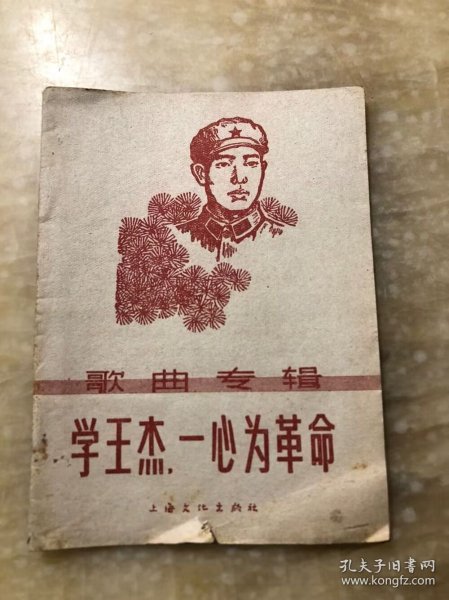 歌曲专辑
学王杰，一心为革命
上海文化出版社
孔夫子旧书网
www.kongfz.com